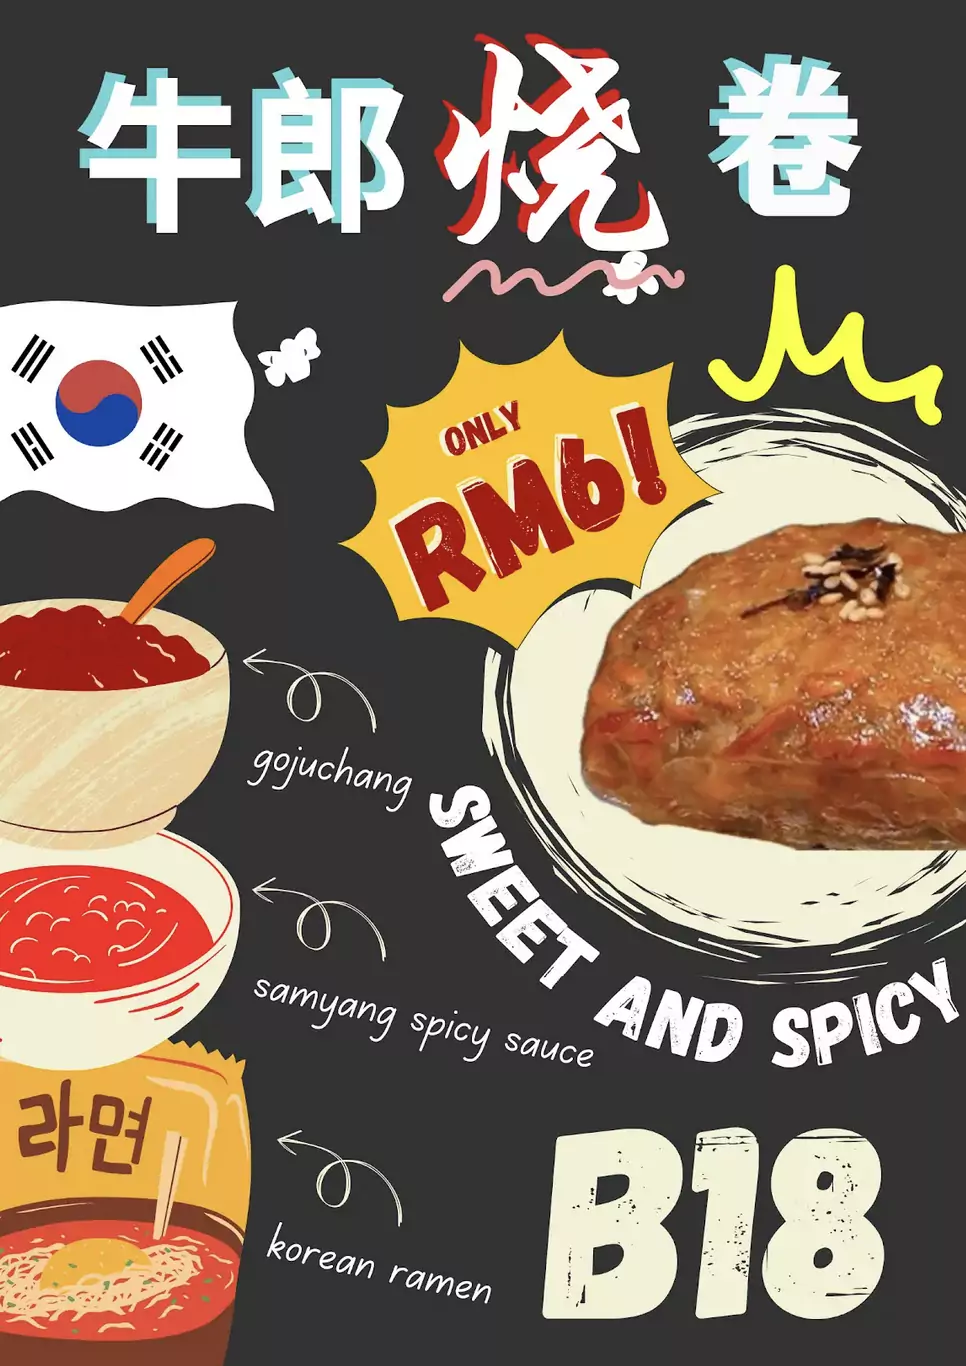 牛郎烧卷
ONLY
RM6!
gojuchang
SWEET AND SPICY
samyang spicy sauce
라면
korean ramen
B18